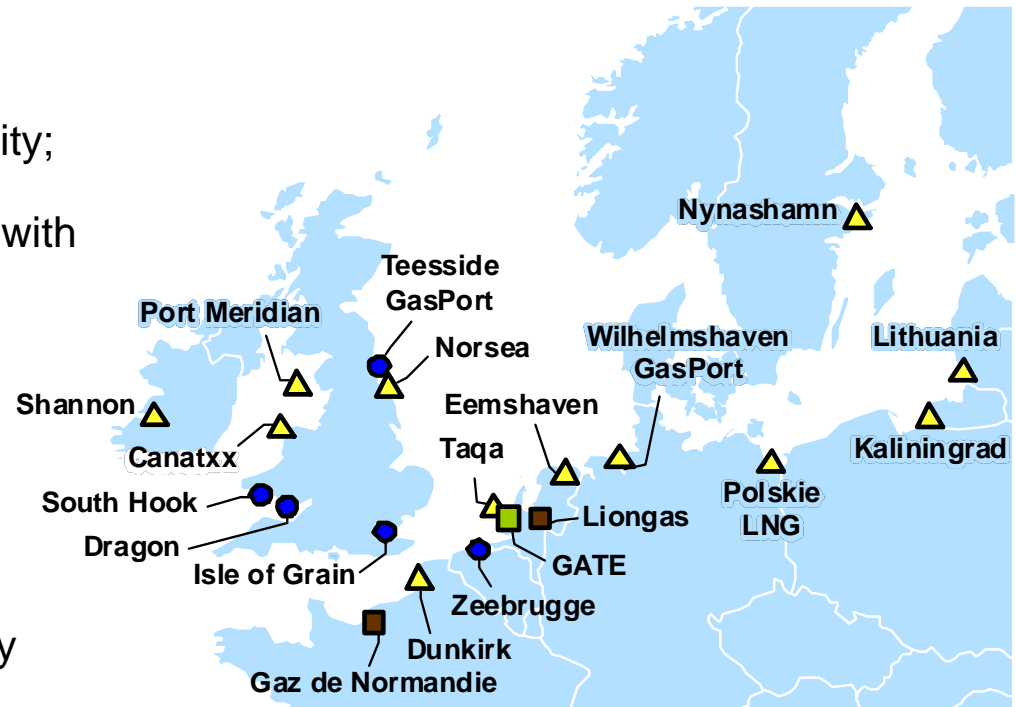 ity;
with
y
Nynashamn
Teesside
GasPort
Port Meridian
Norsea
Wilhelmshaven
GasPort
Lithuania
Shannon
Eemshaven
Canatxx
Taqa
Kaliningrad
South Hook
Polskie
LNG
Liongas
Dragon
GATE
Isle of Grain
Zeebrugge
Dunkirk
Gaz de Normandie